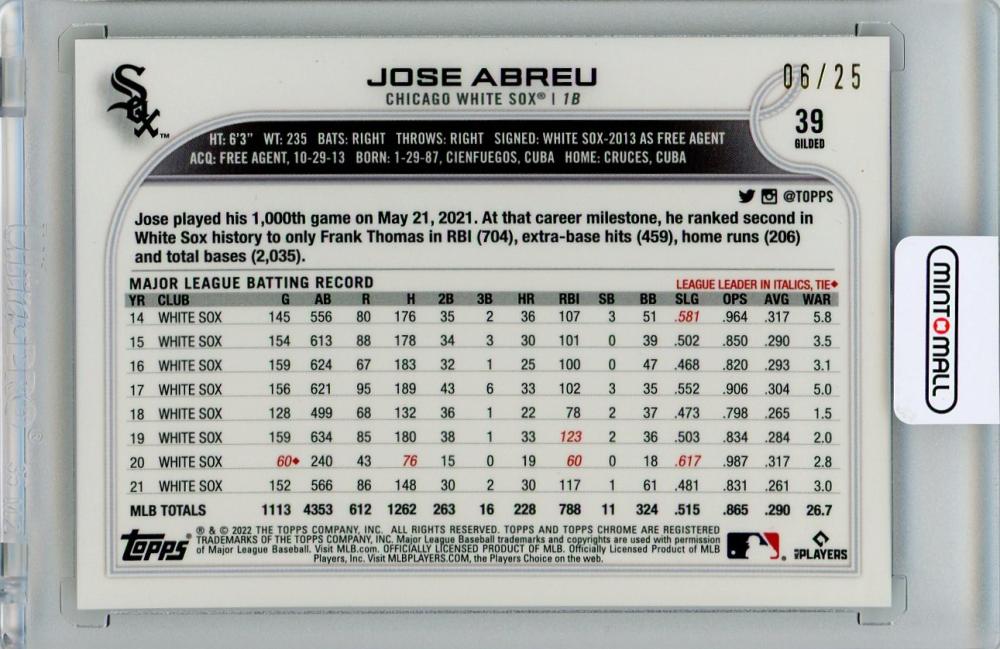 Sox
TM
JOSE ABREU
CHICAGO WHITE SOX® | 1B
06/25
39
GILDED
HT: 6'3" WT: 235 BATS: RIGHT THROWS: RIGHT SIGNED: WHITE SOX-2013 AS FREE AGENT
ACQ: FREE AGENT, 10-29-13 BORN: 1-29-87, CIENFUEGOS, CUBA HOME: CRUCES, CUBA
@TOPPS
Jose played his 1,000th game on May 21, 2021. At that career milestone, he ranked second in
White Sox history to only Frank Thomas in RBI (704), extra-base hits (459), home runs (206)
and total bases (2,035).
MAJOR LEAGUE BATTING RECORD LEAGUE LEADER IN ITALICS, TIE♦
YR CLUB G AB R H 2B 3B HR RBI SB BB SLG OPS AVG WAR
14 WHITE SOX 145 556 80 176 35 2 36 107 3 51 .581 .964 .317 5.8
15 WHITE SOX 154 613 88 178 34 3 30 101 0 39 .502 .850 .290 3.5
16 WHITE SOX 159 624 67 183 32 1 25 100 0 47 .468 .820 .293 3.1
17 WHITE SOX 156 621 95 189 43 6 33 102 3 35 .552 .906 .304 5.0
18 WHITE SOX 128 499 68 132 36 1 22 78 2 37 .473 .798 .265 1.5
19 WHITE SOX 159 634 85 180 38 1 33 123 2 36 .503 .834 .284 2.0
20 WHITE SOX 60♦ 240 43 76 15 0 19 60 0 18 .617 .987 .317 2.8
21 WHITE SOX 152 566 86 148 30 2 30 117 1 61 .481 .831 .261 3.0
MLB TOTALS 1113 4353 612 1262 263 16 228 788 11 324 .515 .865 .290 26.7
Topps®
® & © 2022 THE TOPPS COMPANY, INC. ALL RIGHTS RESERVED. TOPPS AND TOPPS CHROME ARE REGISTERED
TRADEMARKS OF THE TOPPS COMPANY, INC. Major League Baseball trademarks and copyrights are used with permission
of Major League Baseball. Visit MLB.com. OFFICIALLY LICENSED PRODUCT OF MLB. Officially Licensed Product of MLB
Players, Inc. Visit MLBPLAYERS.COM, the Players Choice on the web.
MLBPLAYERS
MINTOMALL